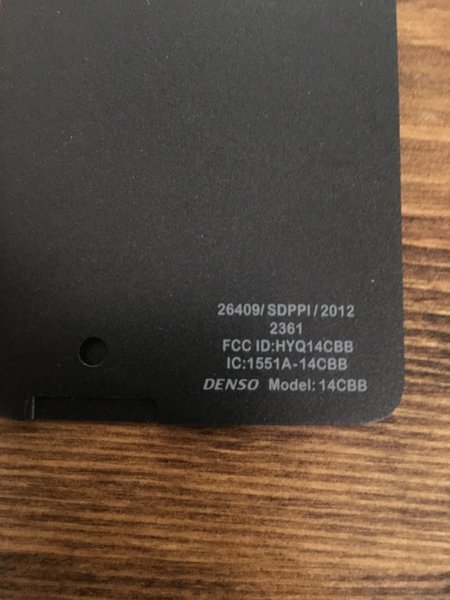 26409/SDPPI/2012
2361
FCC ID:HYQ14CBB
IC:1551A-14CBB
DENSO Model:14CBB